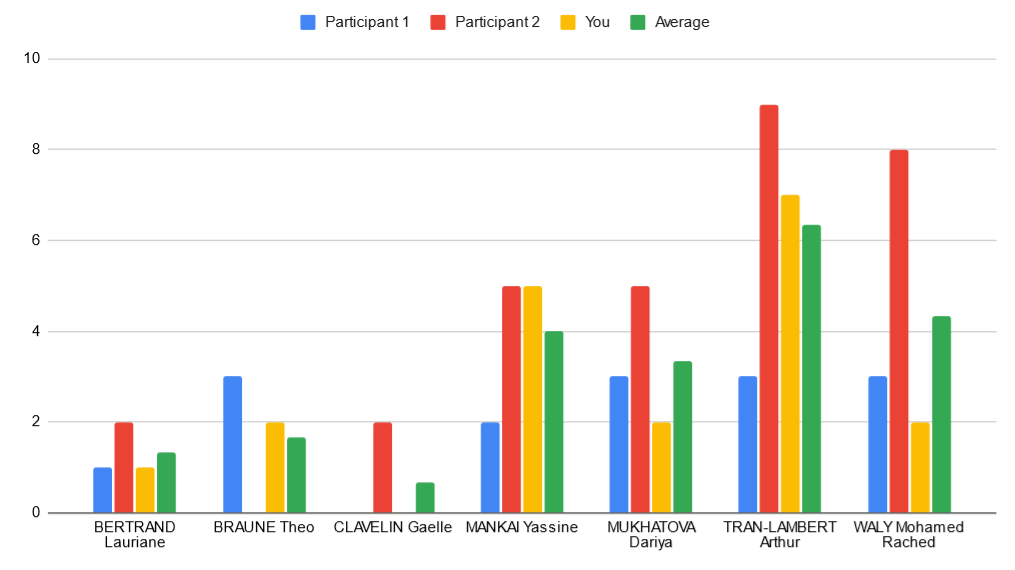 Participant 1 Participant 2 You Average
10
8
6
4
2
0
BERTRAND Lauriane
BRAUNE Theo
CLAVELIN Gaelle
MANKAI Yassine
MUKHATOVA Dariya
TRAN-LAMBERT Arthur
WALY Mohamed Rached